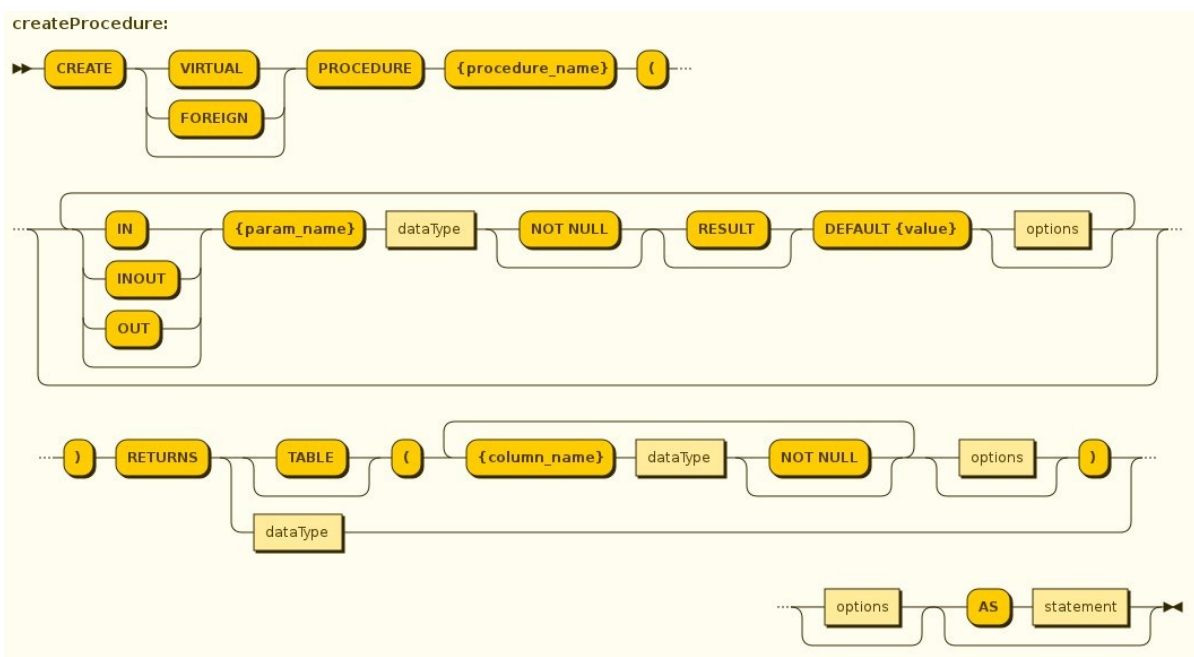 createProcedure:
CREATE VIRTUAL PROCEDURE {procedure_name} (
FOREIGN
IN {param_name} dataType NOT NULL RESULT DEFAULT {value} options
INOUT
OUT
) RETURNS TABLE ( {column_name} dataType NOT NULL options )
dataType
options AS statement